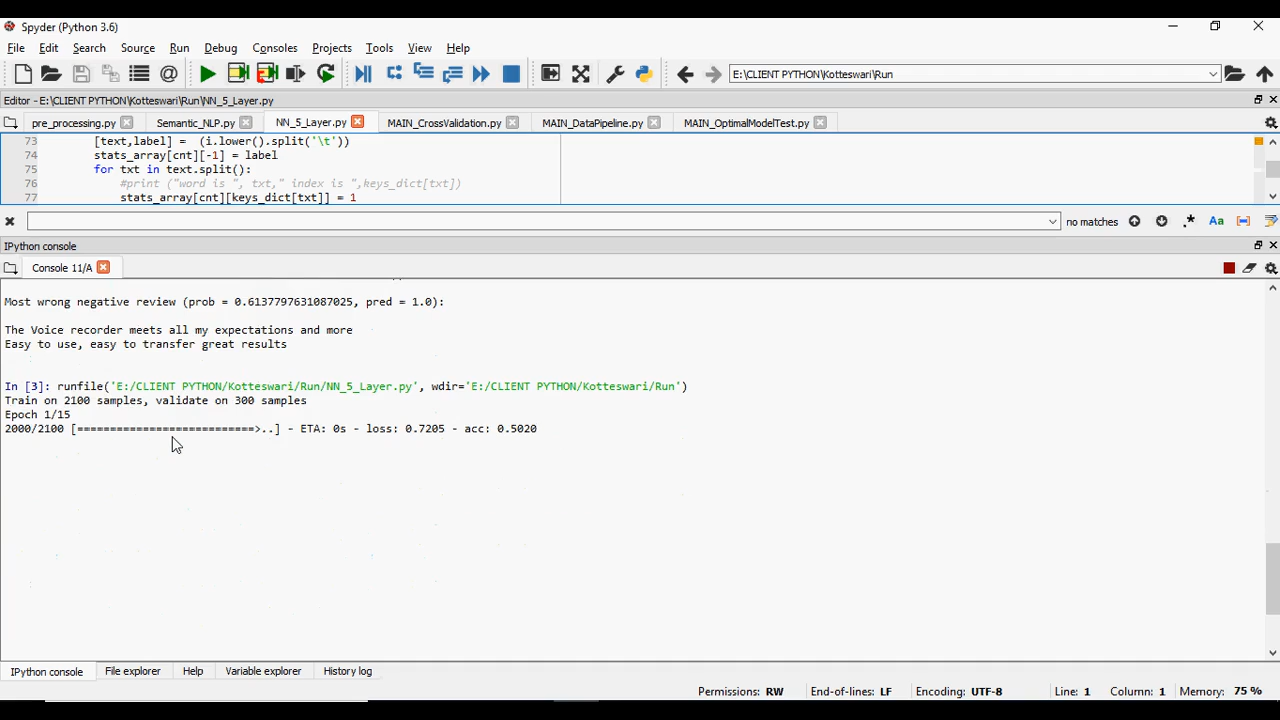 Spyder (Python 3.6)
File Edit Search Source Run Debug Consoles Projects Tools View Help
E:\CLIENT PYTHON\Kotteswari\Run
Editor - E:\CLIENT PYTHON\Kotteswari\Run\NN_5_Layer.py
pre_processing.py Semantic_NLP.py NN_5_Layer.py MAIN_CrossValidation.py MAIN_DataPipeline.py MAIN_OptimalModelTest.py
73 [text,label] = (i.lower().split('\t'))
74 stats_array[cnt][-1] = label
75 for txt in text.split():
76 #print ("word is ", txt," index is ",keys_dict[txt])
77 stats_array[cnt][keys_dict[txt]] = 1
no matches Aa
IPython console
Console 11/A
Most wrong negative review (prob = 0.6137797631087025, pred = 1.0):
The Voice recorder meets all my expectations and more
Easy to use, easy to transfer great results
In [3]: runfile('E:/CLIENT PYTHON/Kotteswari/Run/NN_5_Layer.py', wdir='E:/CLIENT PYTHON/Kotteswari/Run')
Train on 2100 samples, validate on 300 samples
Epoch 1/15
2000/2100 [===========================>..] - ETA: 0s - loss: 0.7205 - acc: 0.5020
IPython console File explorer Help Variable explorer History log
Permissions: RW End-of-lines: LF Encoding: UTF-8 Line: 1 Column: 1 Memory: 75 %